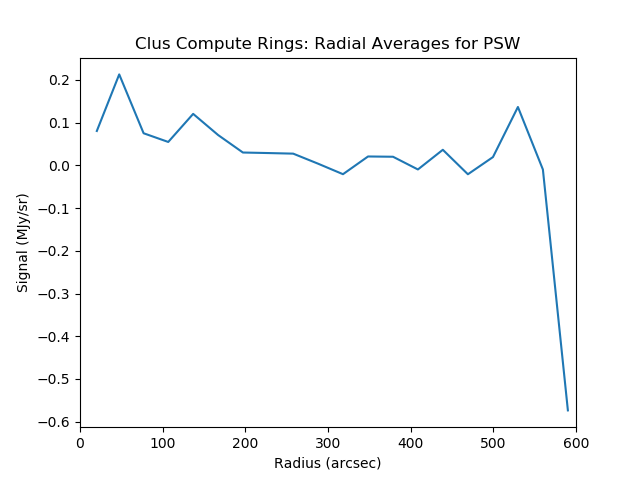 Clus Compute Rings: Radial Averages for PSW
0.2
0.1
0.0
−0.1
−0.2
−0.3
−0.4
−0.5
−0.6
Signal (MJy/sr)
0 100 200 300 400 500 600
Radius (arcsec)